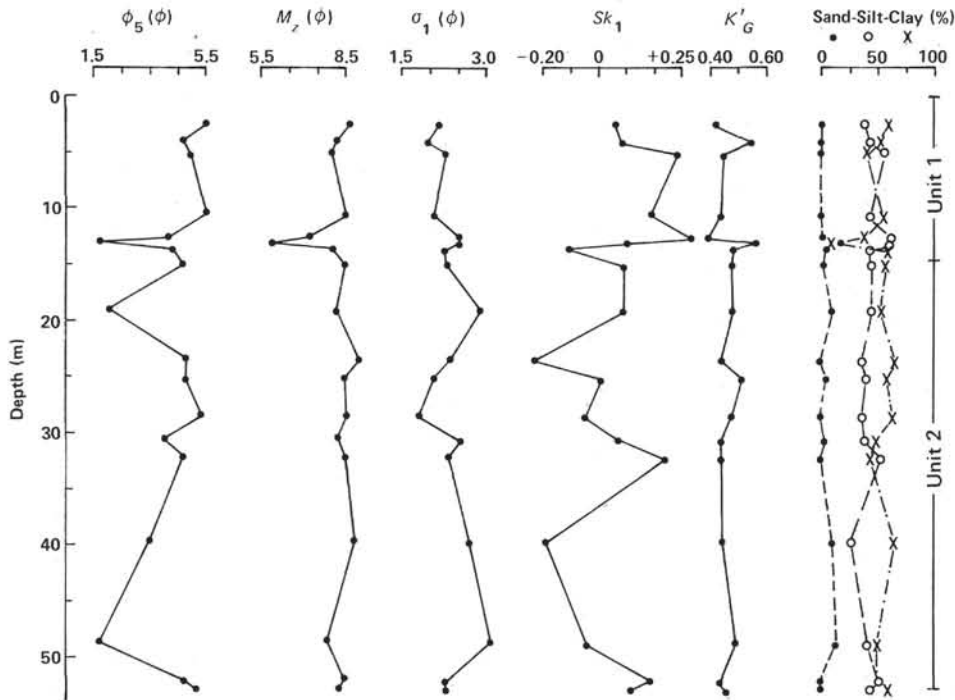 ϕ₅ (ϕ) M_z (ϕ) σ₁ (ϕ) Sk₁ K'_G Sand-Silt-Clay (%)
● ○ X
1.5 5.5 5.5 8.5 1.5 3.0 −0.20 0 +0.25 0.40 0.60 0 50 100
0
10
20
30
40
50
Depth (m)
Unit 1
Unit 2